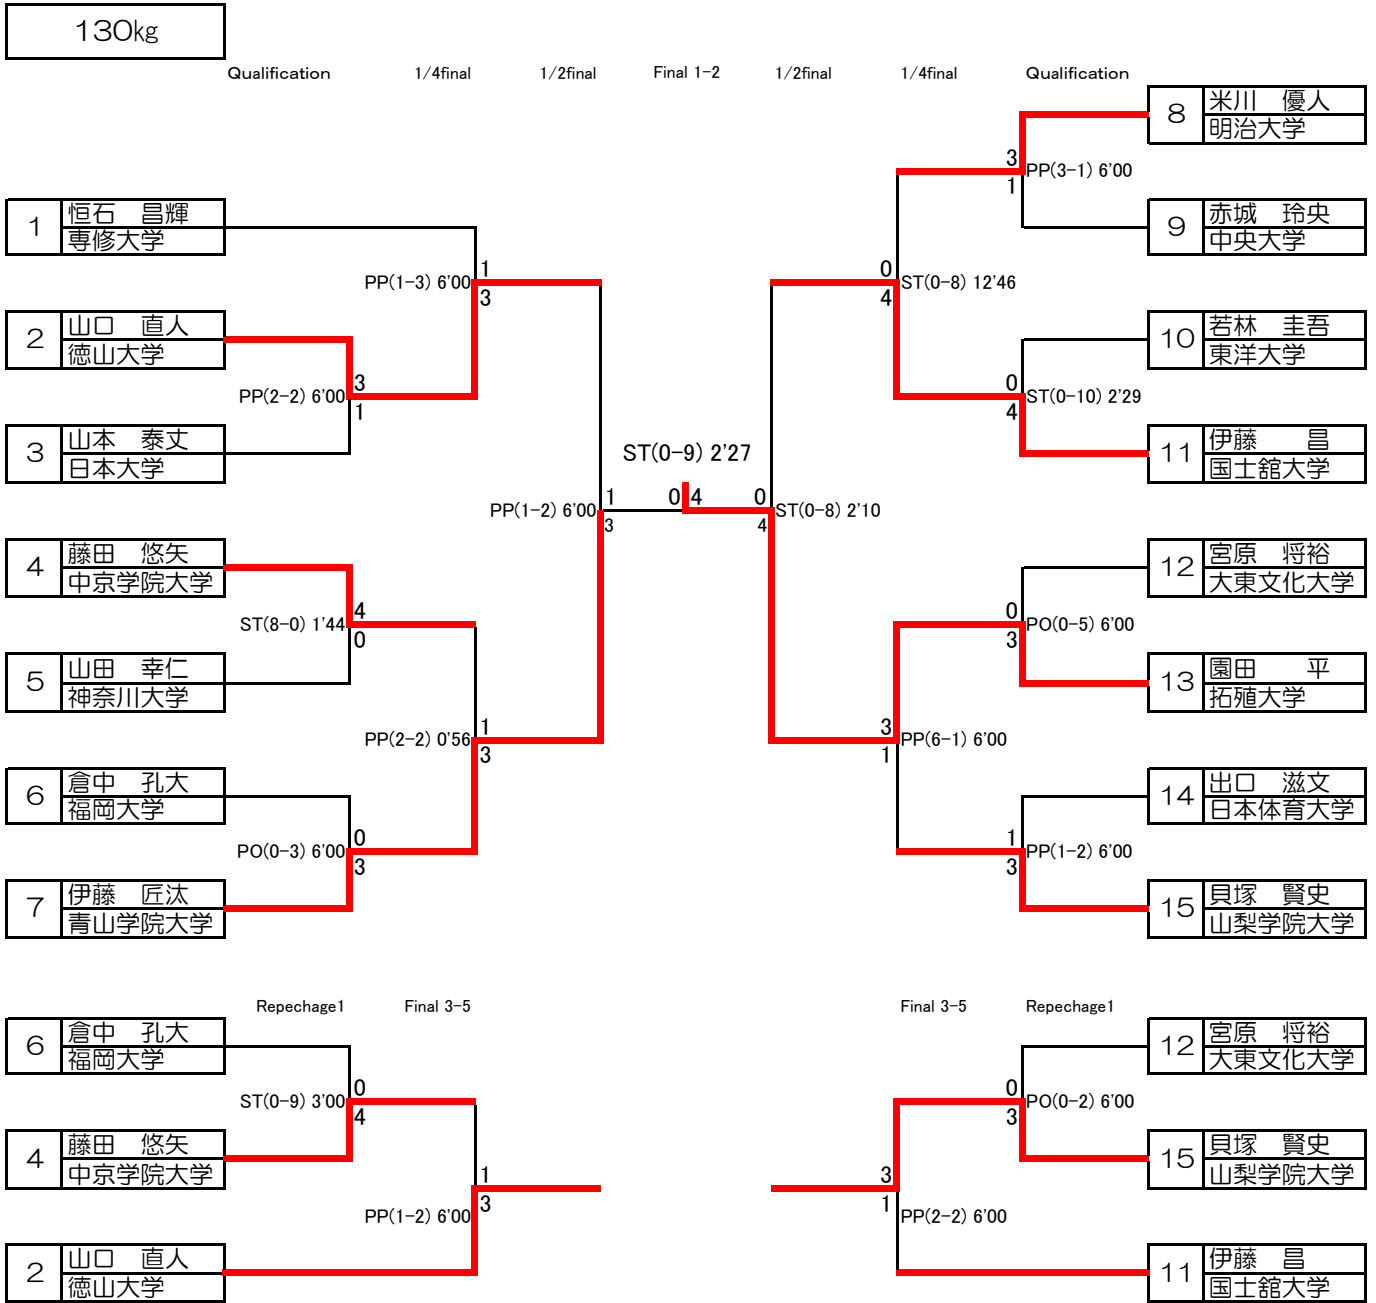 130㎏
Qualification 1/4final 1/2final Final 1-2 1/2final 1/4final Qualification
8 米川 優人
明治大学
3 PP(3-1) 6'00
1
1 恒石 昌輝
専修大学
9 赤城 玲央
中央大学
PP(1-3) 6'00 1
3
0 ST(0-8) 12'46
4
2 山口 直人
徳山大学
10 若林 圭吾
東洋大学
PP(2-2) 6'00 3
1
0 ST(0-10) 2'29
4
3 山本 泰丈
日本大学
11 伊藤 昌
国士舘大学
ST(0-9) 2'27
PP(1-2) 6'00 1
3
0 4
0 ST(0-8) 2'10
4
4 藤田 悠矢
中京学院大学
12 宮原 将裕
大東文化大学
ST(8-0) 1'44 4
0
0 PO(0-5) 6'00
3
5 山田 幸仁
神奈川大学
13 園田 平
拓殖大学
PP(2-2) 0'56 1
3
3 PP(6-1) 6'00
1
6 倉中 孔大
福岡大学
14 出口 滋文
日本体育大学
PO(0-3) 6'00 0
3
1 PP(1-2) 6'00
3
7 伊藤 匠汰
青山学院大学
15 貝塚 賢史
山梨学院大学
Repechage1 Final 3-5 Final 3-5 Repechage1
6 倉中 孔大
福岡大学
12 宮原 将裕
大東文化大学
ST(0-9) 3'00 0
4
0 PO(0-2) 6'00
3
4 藤田 悠矢
中京学院大学
15 貝塚 賢史
山梨学院大学
PP(1-2) 6'00 1
3
3 PP(2-2) 6'00
1
2 山口 直人
徳山大学
11 伊藤 昌
国士舘大学